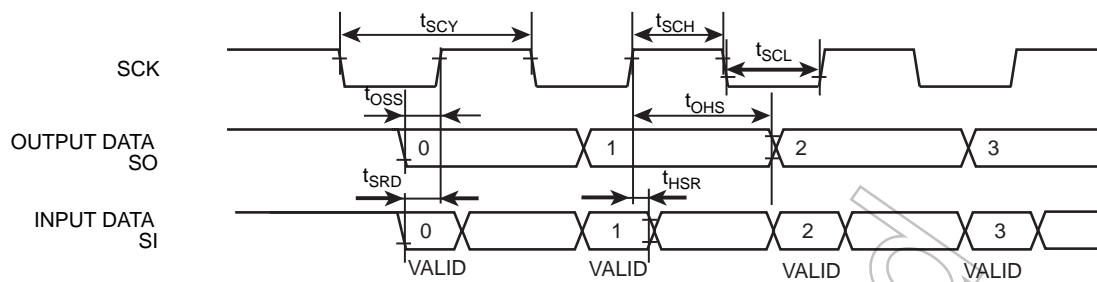 tSCY
tSCH
tSCL
SCK
tOSS
tOHS
OUTPUT DATA
SO
0
1
2
3
tSRD
tHSR
INPUT DATA
SI
0
1
2
3
VALID
VALID
VALID
VALID